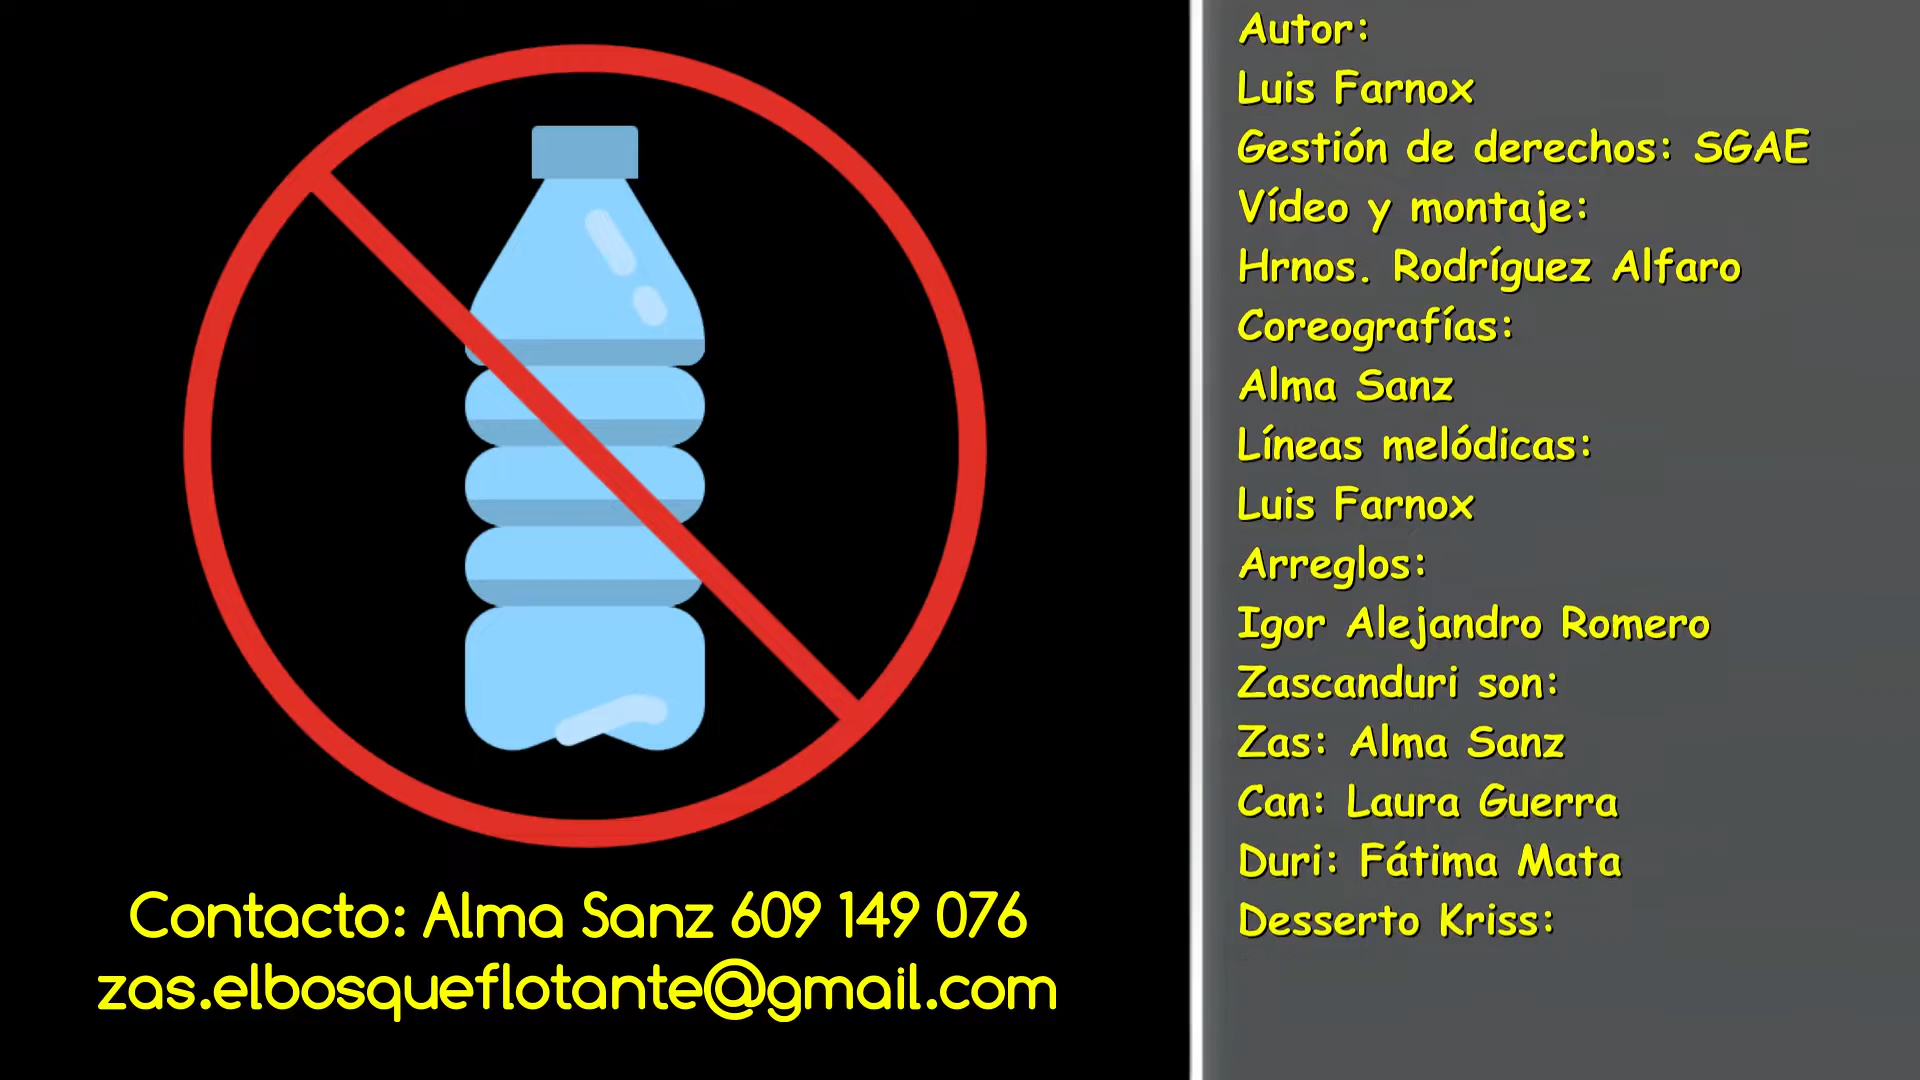 Contacto: Alma Sanz 609 149 076
zas.elbosqueflotante@gmail.com
Autor:
Luis Farnox
Gestión de derechos: SGAE
Vídeo y montaje:
Hrnos. Rodríguez Alfaro
Coreografías:
Alma Sanz
Líneas melódicas:
Luis Farnox
Arreglos:
Igor Alejandro Romero
Zascanduri son:
Zas: Alma Sanz
Can: Laura Guerra
Duri: Fátima Mata
Desserto Kriss: